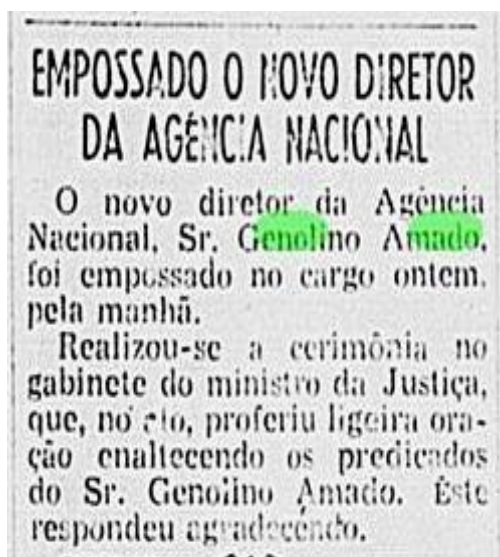 EMPOSSADO O NOVO DIRETOR
DA AGÊNCIA NACIONAL
O novo diretor da Agência
Nacional, Sr. Genolino Amado,
foi empossado no cargo ontem,
pela manhã.
Realizou-se a cerimônia no
gabinete do ministro da Justiça,
que, no ato, proferiu ligeira ora-
ção enaltecendo os predicados
do Sr. Genolino Amado. Êste
respondeu agradecendo.